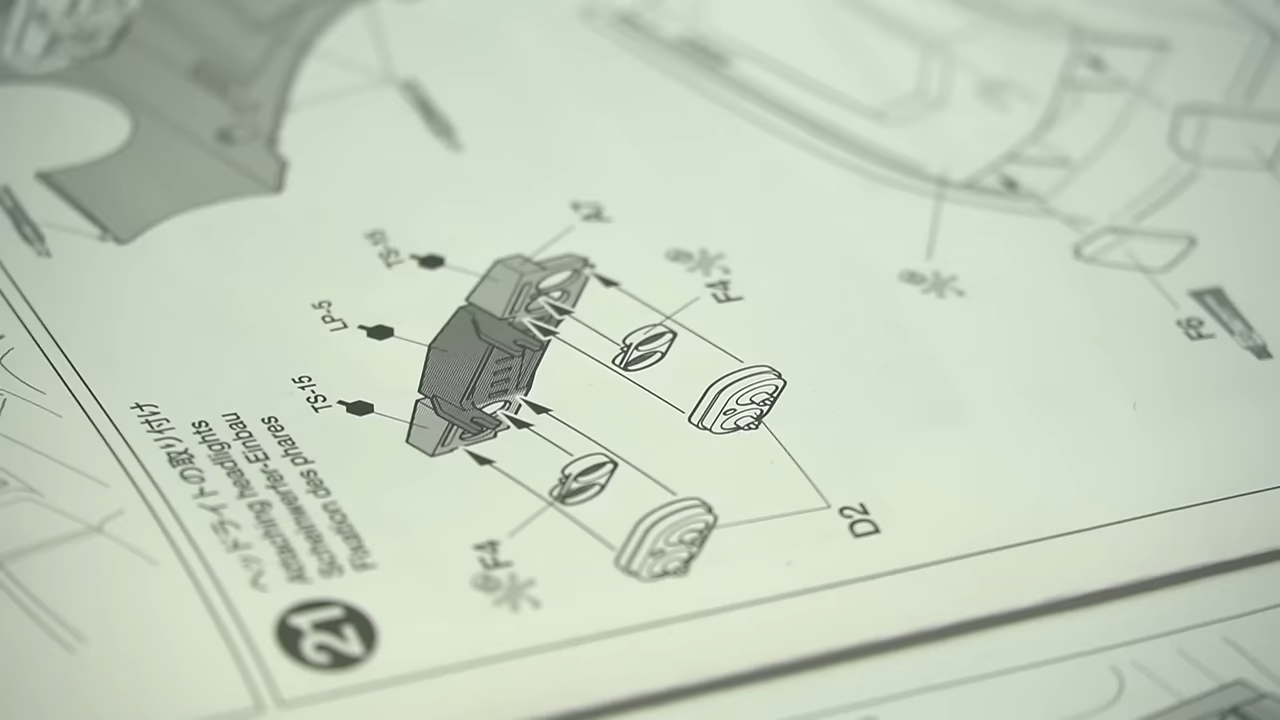 21
ヘッドライトの取り付け
Attaching headlights
Scheinwerfer-Einbau
Fixation des phares
TS-15
LP-5
TS-15
A7
F4
F4
D2
F6